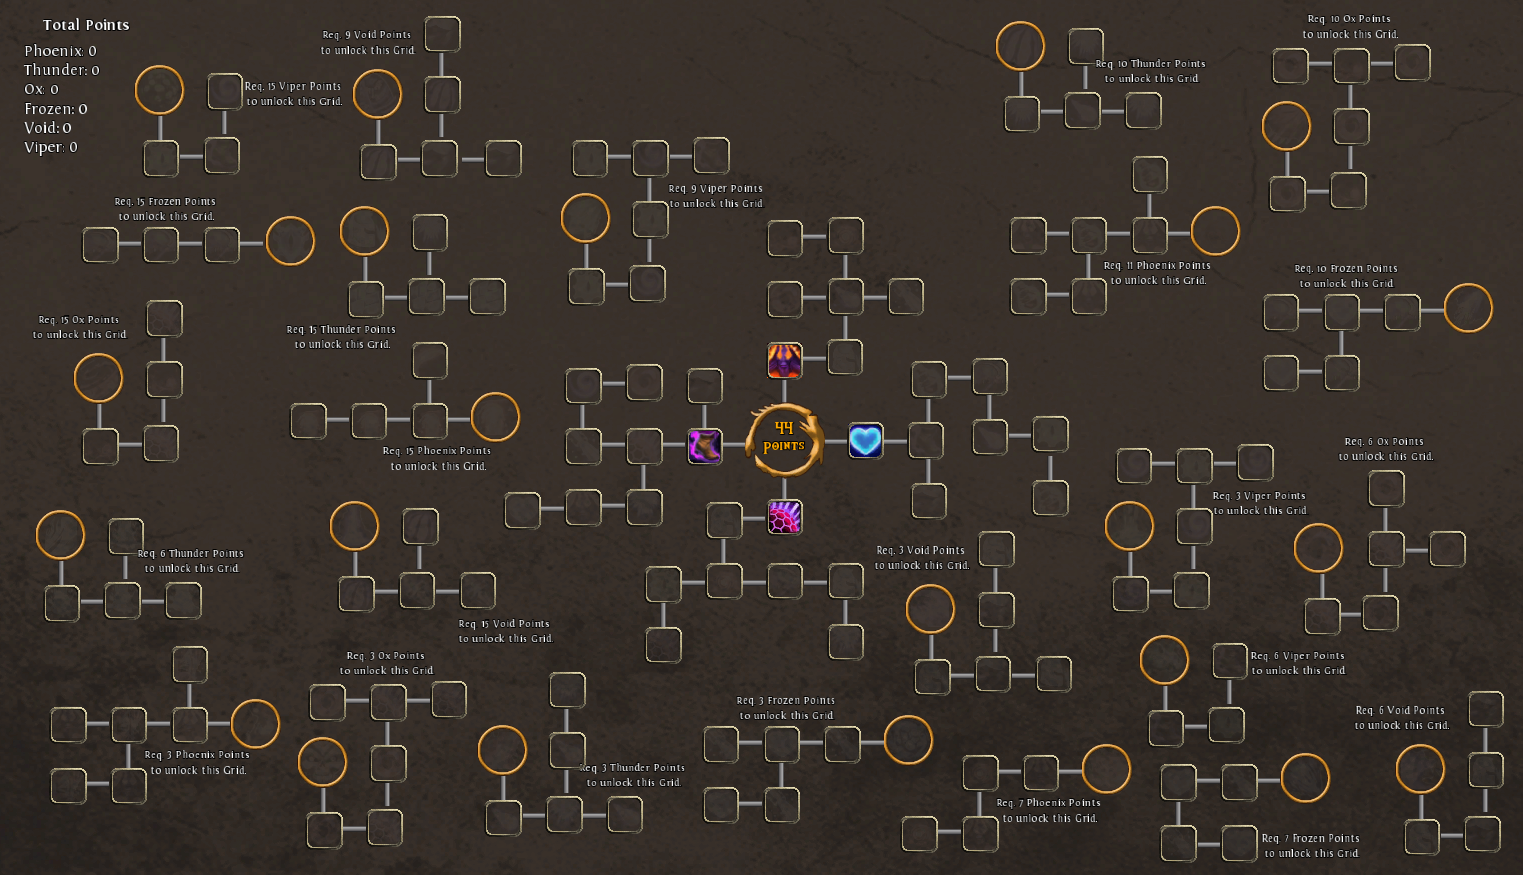 Total Points
Phoenix: 0
Thunder: 0
Ox: 0
Frozen: 0
Void: 0
Viper: 0
Req. 9 Void Points
to unlock this Grid.
Req. 15 Viper Points
to unlock this Grid.
Req. 10 Thunder Points
to unlock this Grid
Req. 10 Ox Points
to unlock this Grid.
Req. 15 Frozen Points
to unlock this Grid.
Req. 9 Viper Points
to unlock this Grid.
Req. 11 Phoenix Points
to unlock this Grid.
Req. 10 Frozen Points
to unlock this Grid
Req. 15 Ox Points
to unlock this Grid
Req. 15 Thunder Points
to unlock this Grid.
Req. 15 Phoenix Points
to unlock this Grid.
44
POINTS
Req. 6 Ox Points
to unlock this Grid.
Req. 3 Viper Points
to unlock this Grid
Req. 6 Thunder Points
to unlock this Grid
Req. 3 Void Points
to unlock this Grid.
Req. 15 Void Points
to unlock this Grid.
Req. 3 Ox Points
to unlock this Grid
Req. 6 Viper Points
to unlock this Grid.
Req. 3 Frozen Points
to unlock this Grid
Req. 6 Void Points
to unlock this Grid.
Req. 3 Phoenix Points
to unlock this Grid.
Req. 3 Thunder Points
to unlock this Grid.
Req. 7 Phoenix Points
to unlock this Grid.
Req. 7 Frozen Points
to unlock this Grid